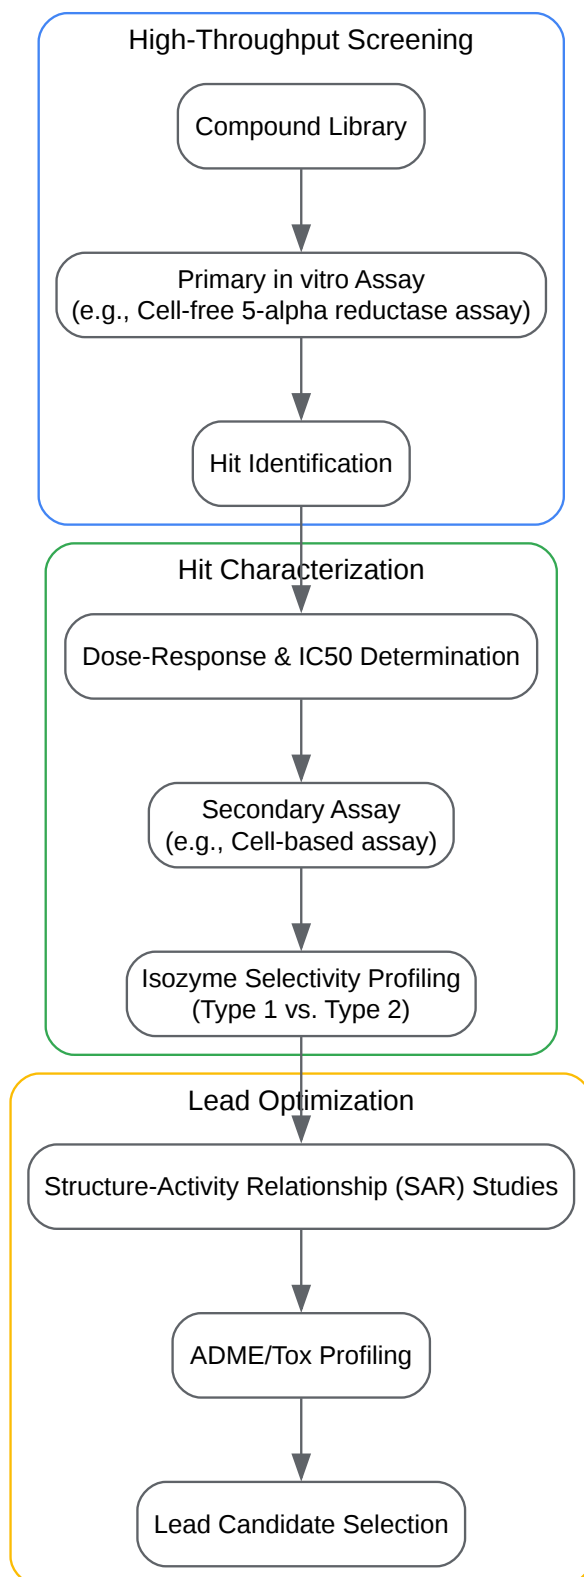 High-Throughput Screening
Compound Library
Primary in vitro Assay
(e.g., Cell-free 5-alpha reductase assay)
Hit Identification
Hit Characterization
Dose-Response & IC50 Determination
Secondary Assay
(e.g., Cell-based assay)
Isozyme Selectivity Profiling
(Type 1 vs. Type 2)
Lead Optimization
Structure-Activity Relationship (SAR) Studies
ADME/Tox Profiling
Lead Candidate Selection